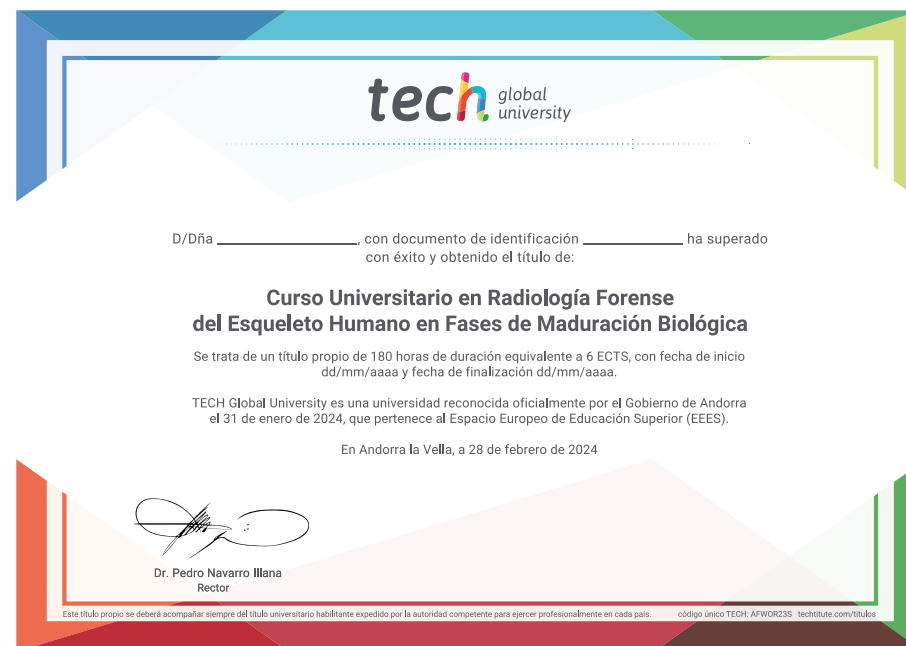 tech global university
D/Dña ____________, con documento de identificación ____________ ha superado
con éxito y obtenido el título de:
Curso Universitario en Radiología Forense
del Esqueleto Humano en Fases de Maduración Biológica
Se trata de un título propio de 180 horas de duración equivalente a 6 ECTS, con fecha de inicio
dd/mm/aaaa y fecha de finalización dd/mm/aaaa.
TECH Global University es una universidad reconocida oficialmente por el Gobierno de Andorra
el 31 de enero de 2024, que pertenece al Espacio Europeo de Educación Superior (EEES).
En Andorra la Vella, a 28 de febrero de 2024
Dr. Pedro Navarro Illana
Rector
Este título propio se deberá acompañar siempre del título universitario habilitante expedido por la autoridad competente para ejercer profesionalmente en cada país. código único TECH: AFWOR23S techtitute.com/titulos